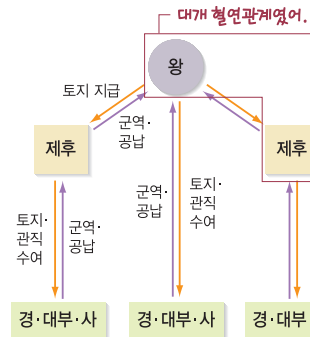 대개 혈연관계였어.
왕
토지 지급
군역·
공납
제후
제후
군역·
공납
토지·
관직
수여
토지·
관직
수여
군역·
공납
경·대부·사
경·대부·사
경·대부